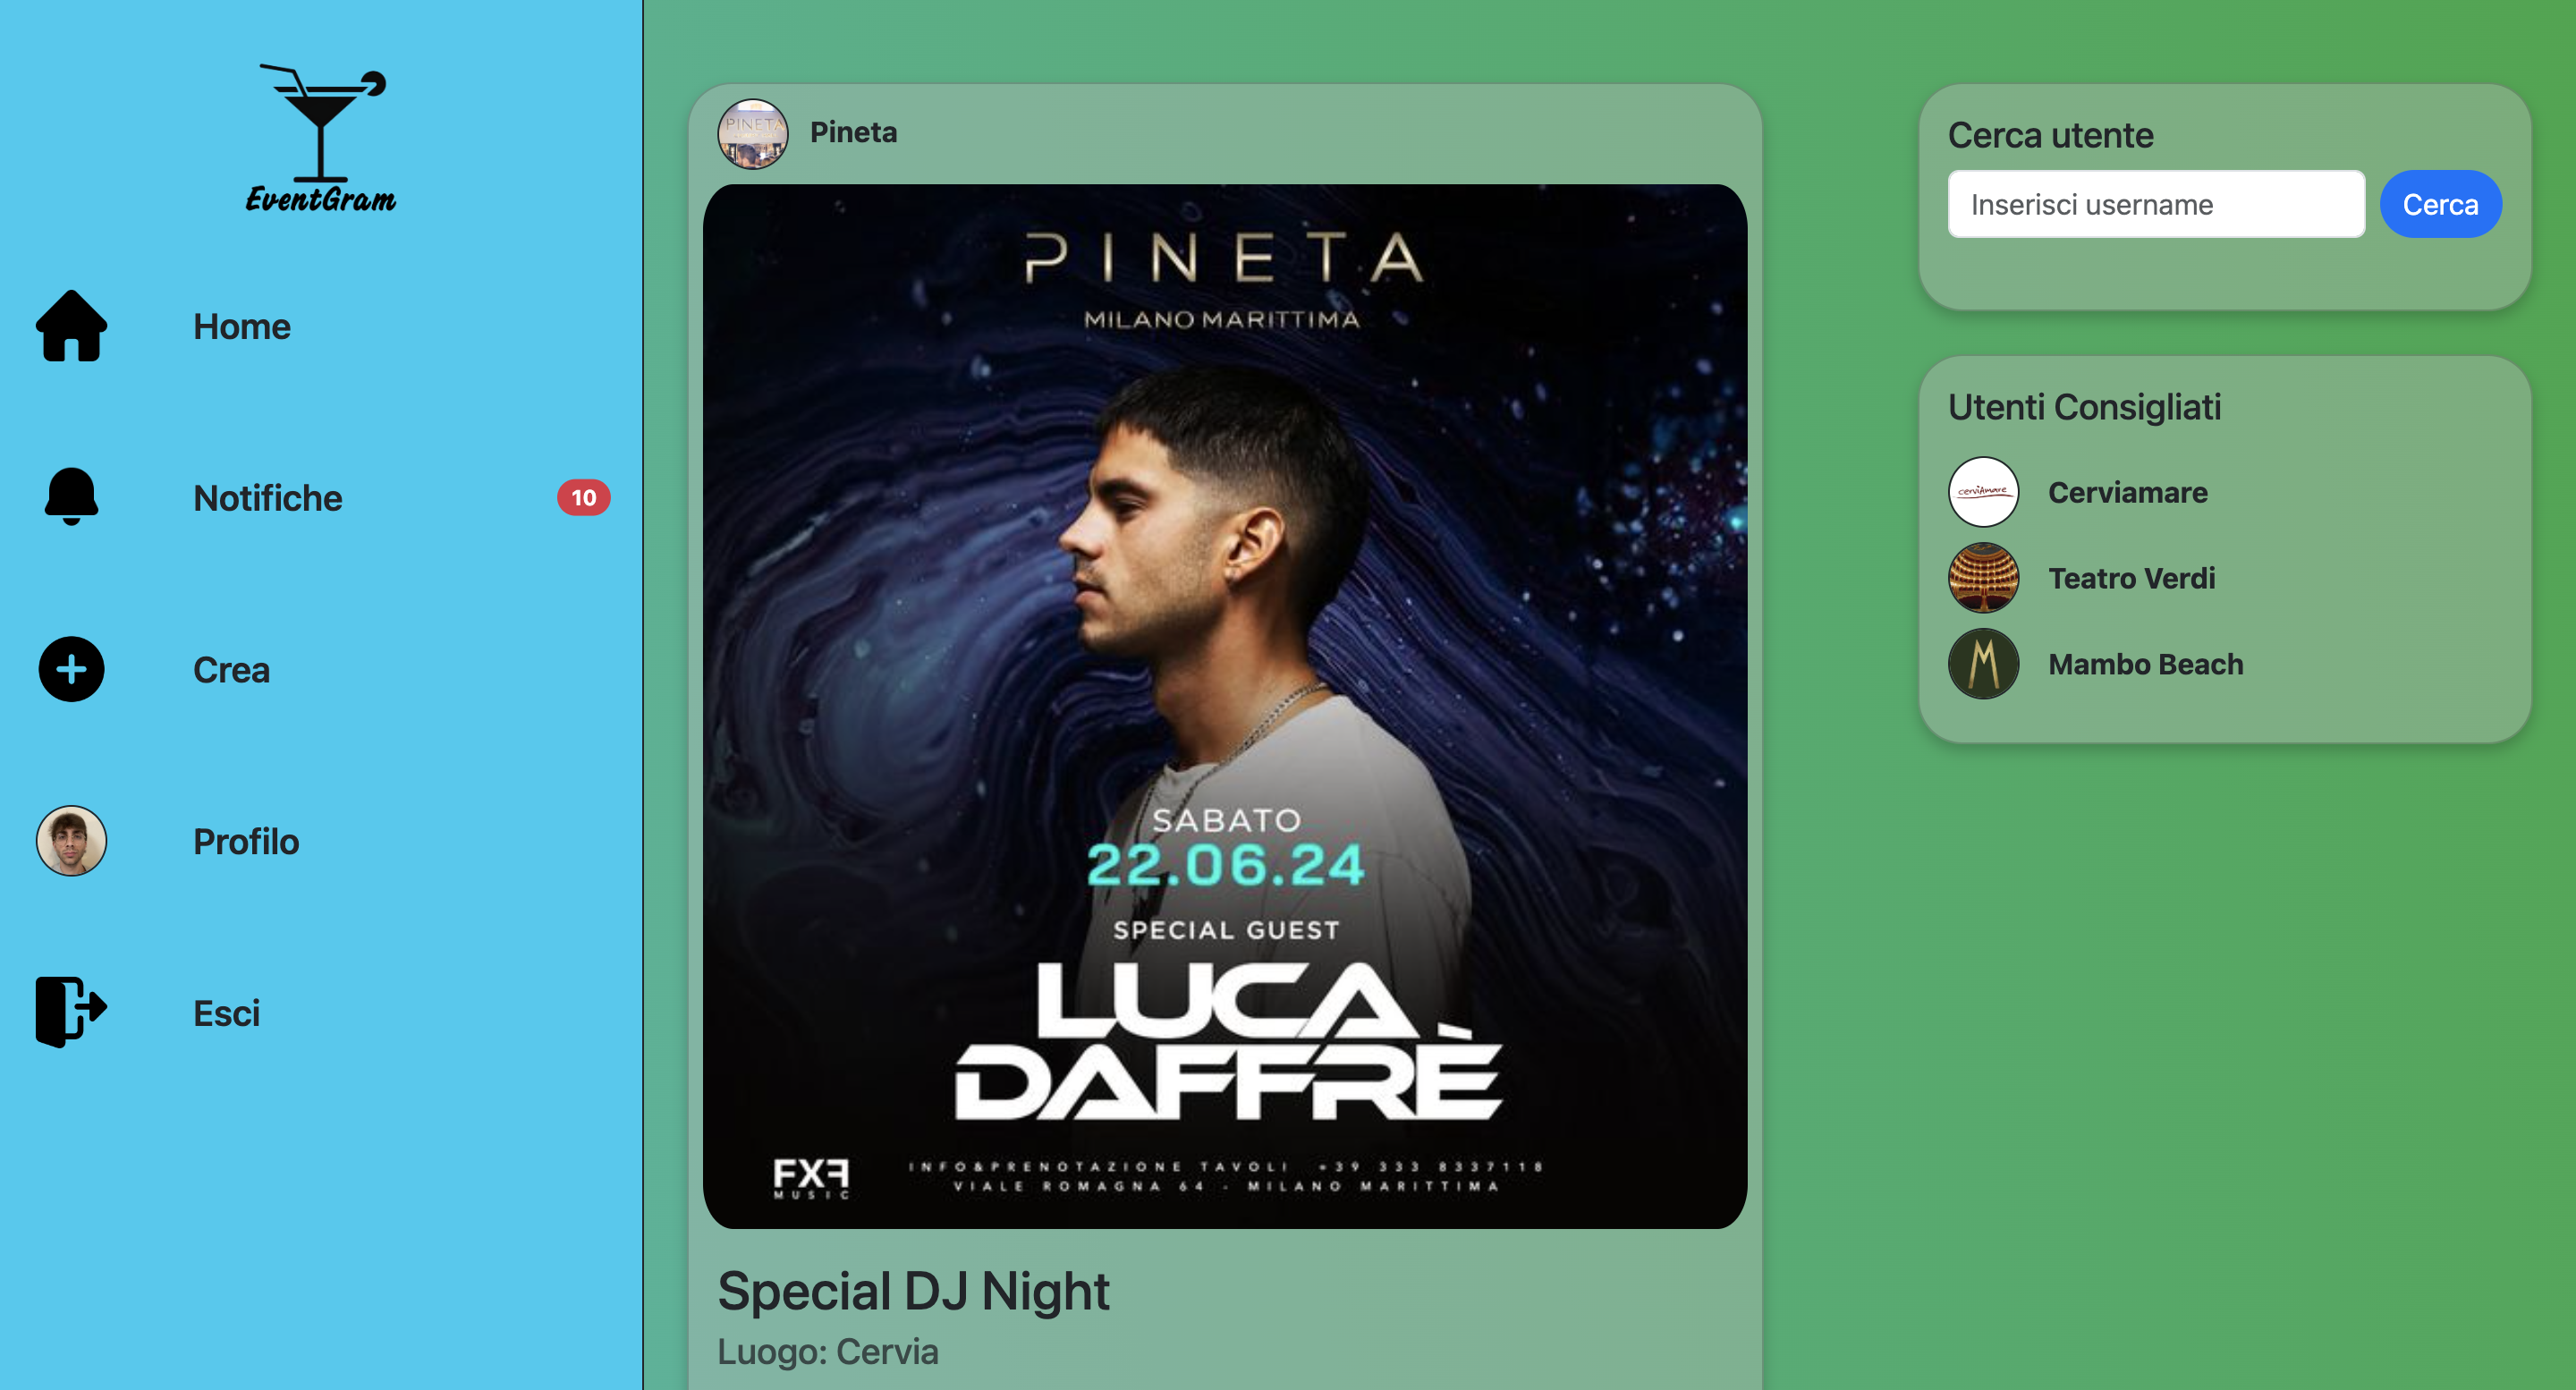 EventGram
Home
Notifiche
10
Crea
Profilo
Esci
PINETA
Pineta
PINETA
MILANO MARITTIMA
SABATO
22.06.24
SPECIAL GUEST
LUCA
DAFFRÈ
FXF
MUSIC
INFO&PRENOTAZIONE TAVOLI +39 333 8337118
VIALE ROMAGNA 64 - MILANO MARITTIMA
Special DJ Night
Luogo: Cervia
Cerca utente
Inserisci username
Cerca
Utenti Consigliati
cerviAmare
Cerviamare
Teatro Verdi
M
Mambo Beach